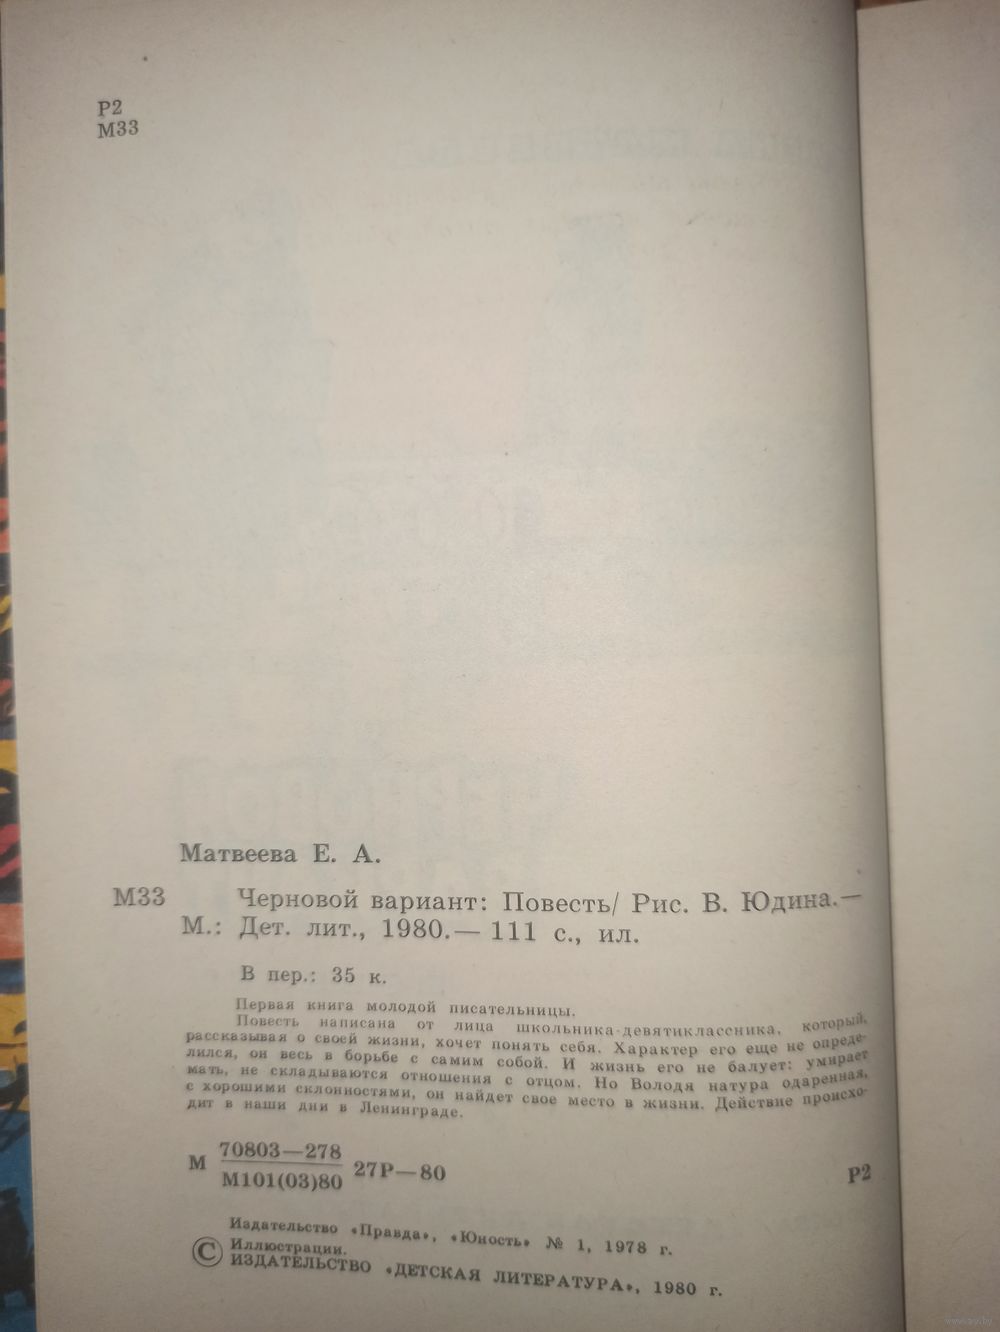 Р2
М33
Матвеева Е. А.
М33 Черновой вариант: Повесть/ Рис. В. Юдина.—
М.: Дет. лит., 1980.— 111 с., ил.
В пер.: 35 к.
Первая книга молодой писательницы.
Повесть написана от лица школьника-девятиклассника, который,
рассказывая о своей жизни, хочет понять себя. Характер его еще не опреде-
лился, он весь в борьбе с самим собой. И жизнь его не балует: умирает
мать, не складываются отношения с отцом. Но Володя натура одаренная,
с хорошими склонностями, он найдет свое место в жизни. Действие происхо-
дит в наши дни в Ленинграде.
М 70803—278
М101(03)80 27Р—80
Р2
Издательство «Правда», «Юность» № 1, 1978 г.
Иллюстрации.
© ИЗДАТЕЛЬСТВО «ДЕТСКАЯ ЛИТЕРАТУРА», 1980 г.